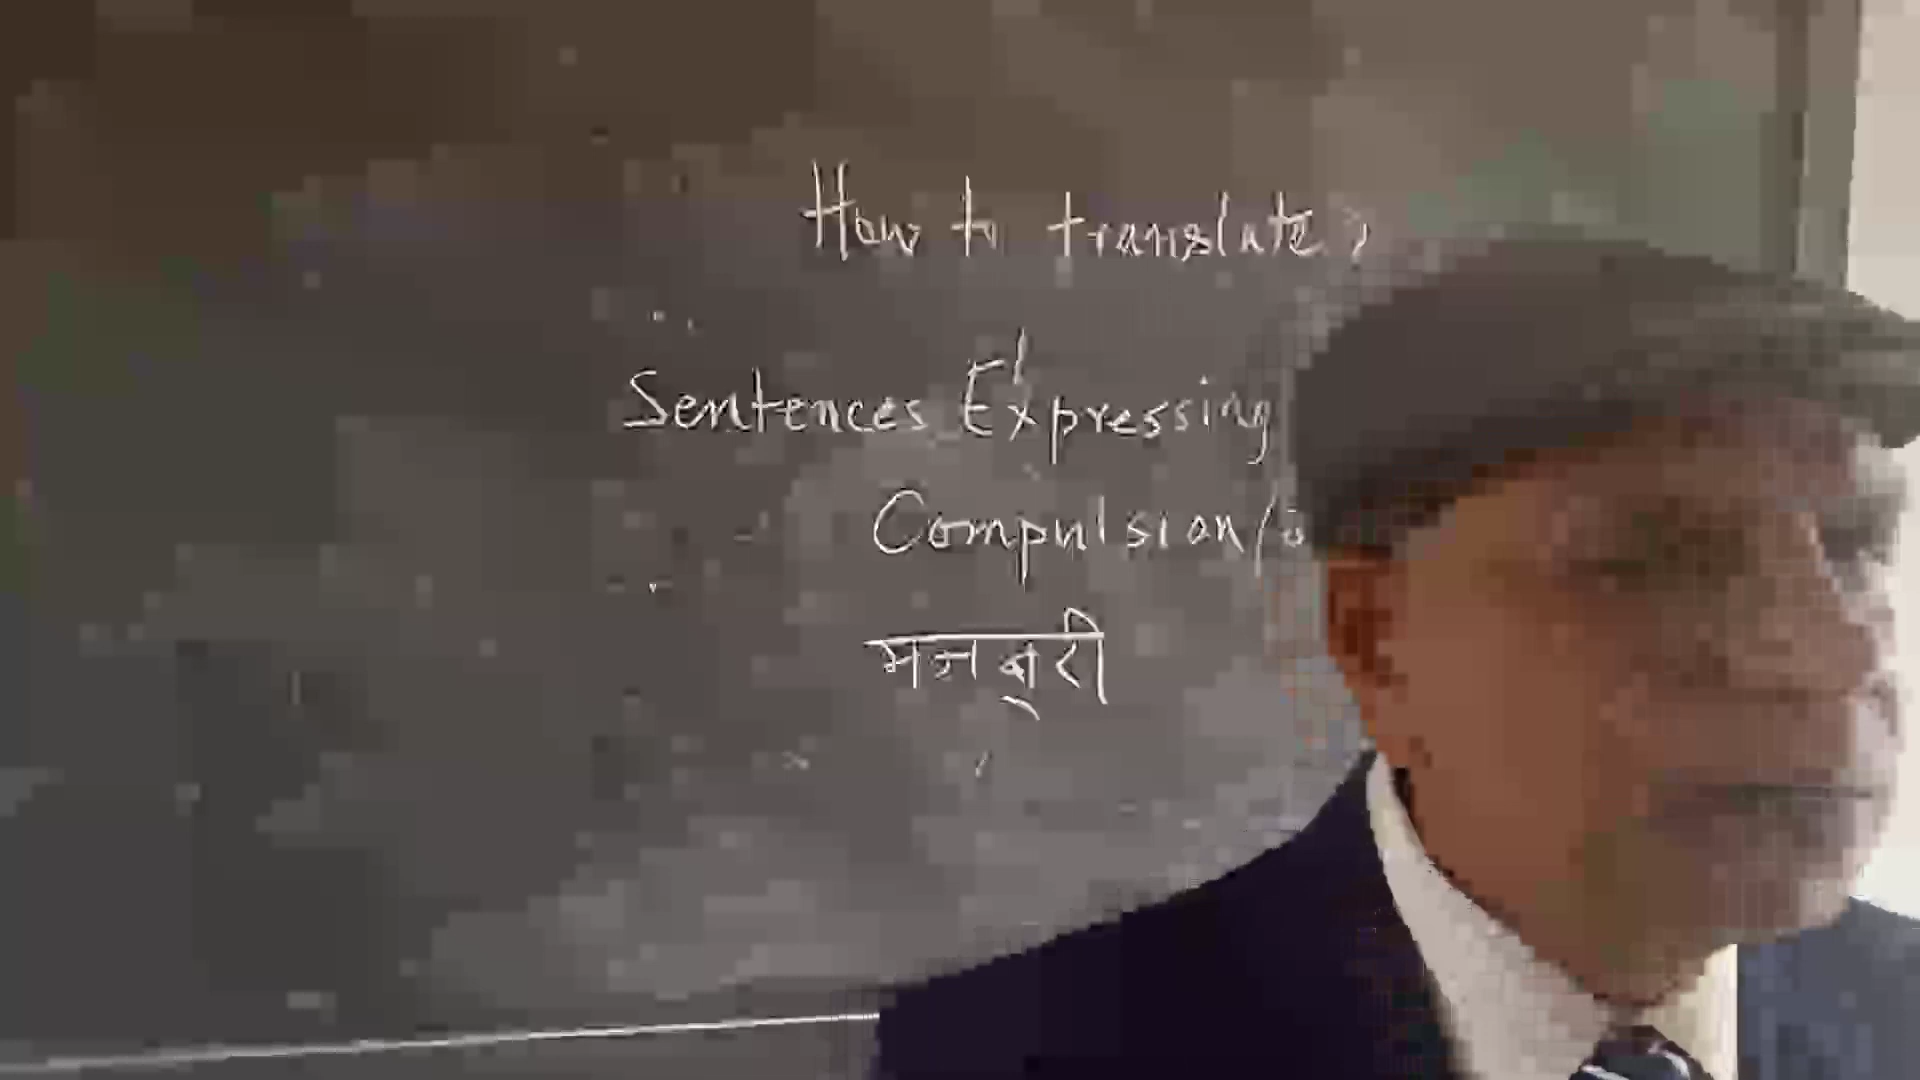 How to translate?
Sentences Expressing
Compulsion/
मजबुरी